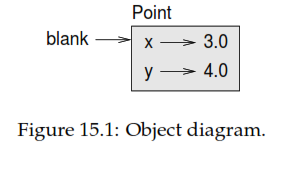 Point
blank x 3.0
y 4.0
Figure 15.1: Object diagram.